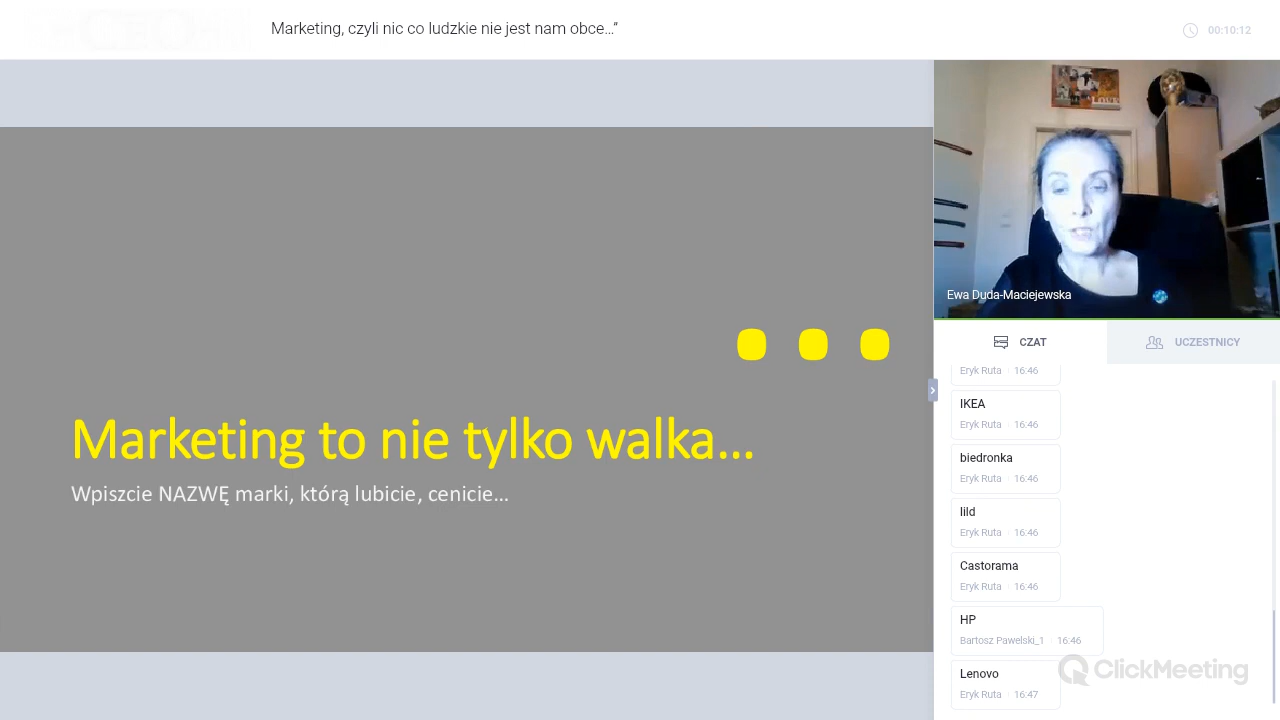 Marketing, czyli nic co ludzkie nie jest nam obce..."
00:10:12
Marketing to nie tylko walka...
Wpiszcie NAZWĘ marki, którą lubicie, cenicie...
Ewa Duda-Maciejewska
CZAT
UCZESTNICY
Eryk Ruta 16:46
IKEA
Eryk Ruta 16:46
biedronka
Eryk Ruta 16:46
lild
Eryk Ruta 16:46
Castorama
Eryk Ruta 16:46
HP
Bartosz Pawelski_1 16:46
Lenovo
Eryk Ruta 16:47
ClickMeeting